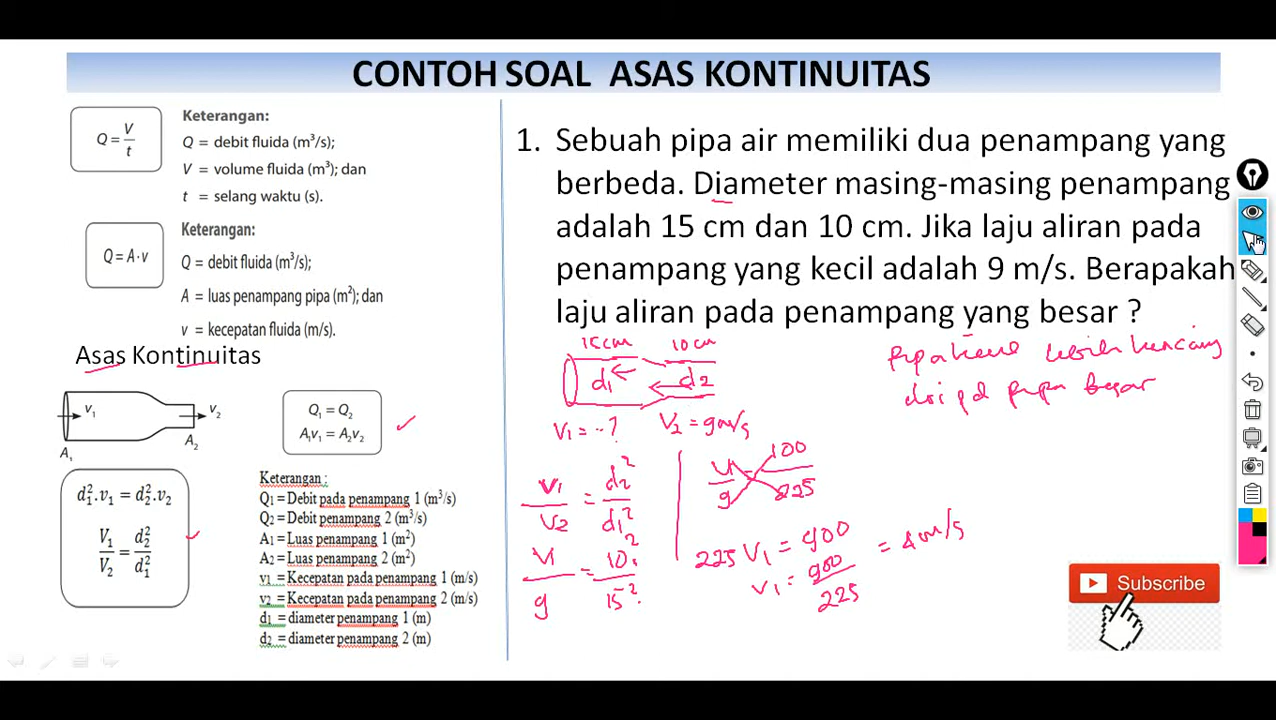 CONTOH SOAL ASAS KONTINUITAS
Q = V/t
Keterangan:
Q = debit fluida (m³/s);
V = volume fluida (m³); dan
t = selang waktu (s).
Q = A·v
Keterangan:
Q = debit fluida (m³/s);
A = luas penampang pipa (m²); dan
v = kecepatan fluida (m/s).
Asas Kontinuitas
v₁ v₂
A₁ A₂
Q₁ = Q₂
A₁v₁ = A₂v₂
d₁².v₁ = d₂².v₂
V₁/V₂ = d₂²/d₁²
Keterangan :
Q₁ = Debit pada penampang 1 (m³/s)
Q₂ = Debit penampang 2 (m³/s)
A₁ = Luas penampang 1 (m²)
A₂ = Luas penampang 2 (m²)
v₁ = Kecepatan pada penampang 1 (m/s)
v₂ = Kecepatan pada penampang 2 (m/s)
d₁ = diameter penampang 1 (m)
d₂ = diameter penampang 2 (m)
1. Sebuah pipa air memiliki dua penampang yang
berbeda. Diameter masing-masing penampang
adalah 15 cm dan 10 cm. Jika laju aliran pada
penampang yang kecil adalah 9 m/s. Berapakah
laju aliran pada penampang yang besar ?
15cm 10cm
d₁ d₂
V₁ = ..? V₂ = 9m/s
Pipa kecil lebih kencang
pipa besar
V₁/V₂ = d₂²/d₁²
V₁/9 = 10²/15²
V₁/9 = 100/225
225 V₁ = 900
V₁ = 900/225 = 4 m/s
Subscribe